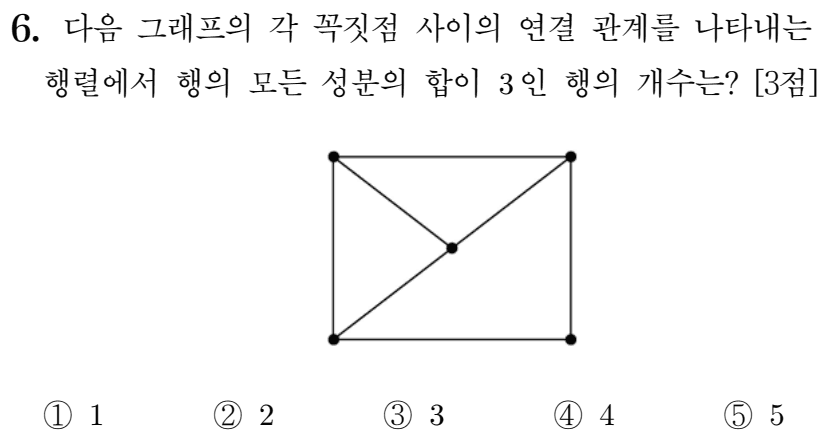 6. 다음 그래프의 각 꼭짓점 사이의 연결 관계를 나타내는
행렬에서 행의 모든 성분의 합이 3인 행의 개수는? [3점]
① 1 ② 2 ③ 3 ④ 4 ⑤ 5